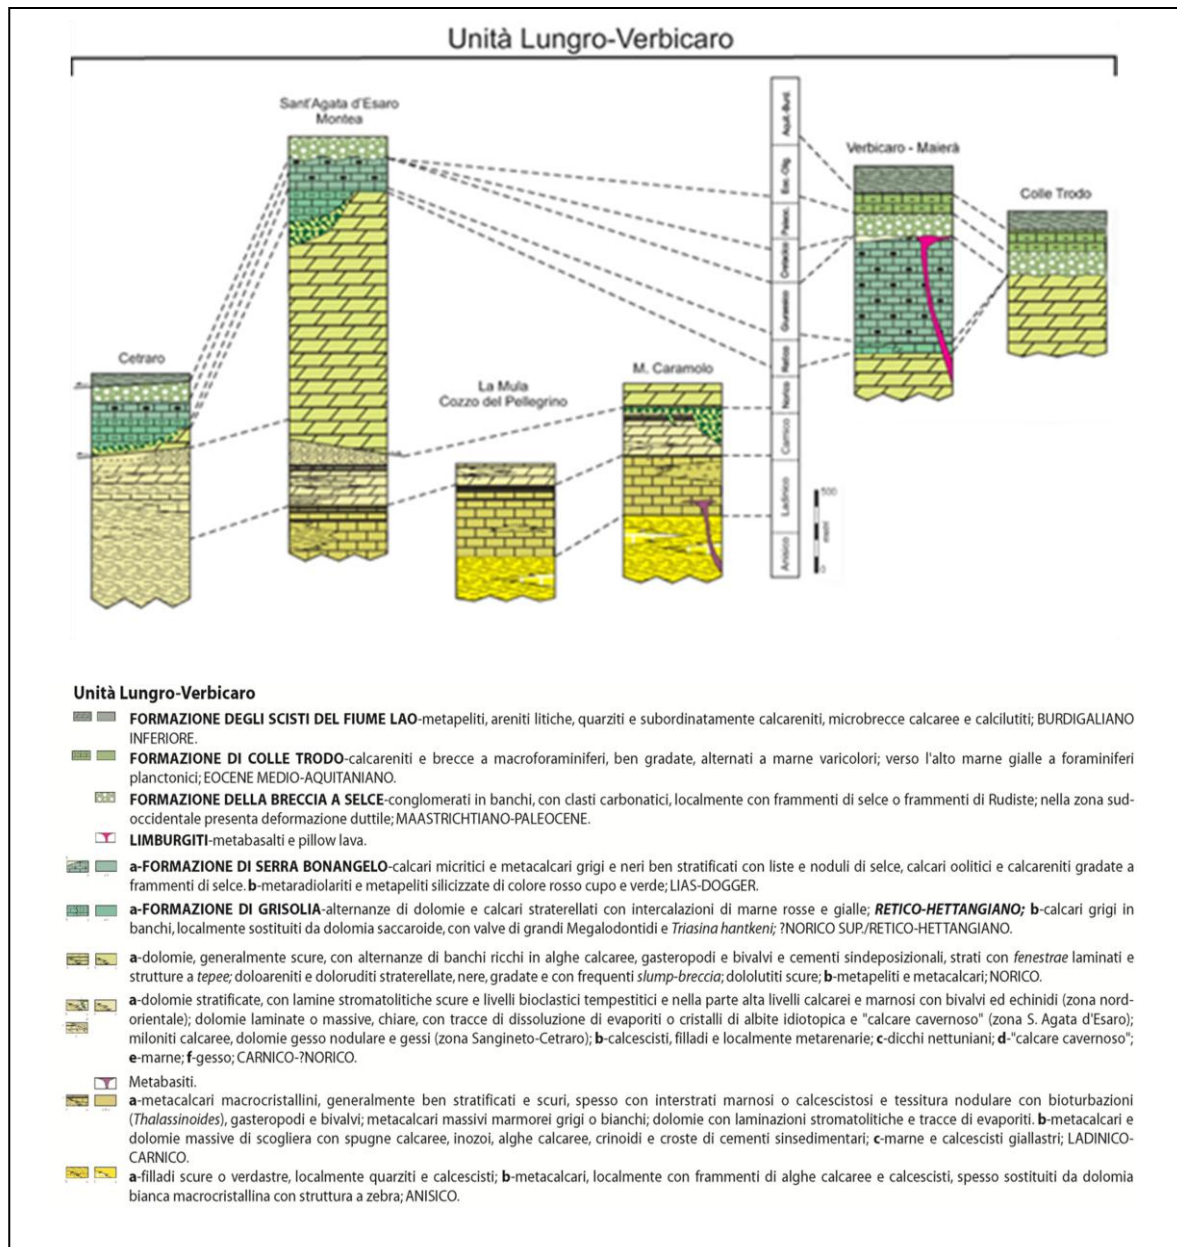 Unità Lungro-Verbicaro
Sant'Agata d'Esaro
Montea
Verbicaro - Maierà
Colle Trodo
Cetraro
La Mula
Cozzo del Pellegrino
M. Caramolo
Aquit.-Burd.
Eoc.-Olig.
Paleoc.
Cretacico
Giurassico
Retico
Norico
Carnico
Ladinico
Anisico
500
metri
0
Unità Lungro-Verbicaro
FORMAZIONE DEGLI SCISTI DEL FIUME LAO-metapeliti, areniti litiche, quarziti e subordinatamente calcareniti, microbrecce calcaree e calcilutiti; BURDIGALIANO
INFERIORE.
FORMAZIONE DI COLLE TRODO-calcareniti e brecce a macroforaminiferi, ben gradate, alternati a marne varicolori; verso l'alto marne gialle a foraminiferi
planctonici; EOCENE MEDIO-AQUITANIANO.
FORMAZIONE DELLA BRECCIA A SELCE-conglomerati in banchi, con clasti carbonatici, localmente con frammenti di selce o frammenti di Rudiste; nella zona sud-
occidentale presenta deformazione duttile; MAASTRICHTIANO-PALEOCENE.
LIMBURGITI-metabasalti e pillow lava.
a-FORMAZIONE DI SERRA BONANGELO-calcari micritici e metacalcari grigi e neri ben stratificati con liste e noduli di selce, calcari oolitici e calcareniti gradate a
frammenti di selce. b-metaradiolariti e metapeliti silicizzate di colore rosso cupo e verde; LIAS-DOGGER.
a-FORMAZIONE DI GRISOLIA-alternanze di dolomie e calcari straterellati con intercalazioni di marne rosse e gialle; RETICO-HETTANGIANO; b-calcari grigi in
banchi, localmente sostituiti da dolomia saccaroide, con valve di grandi Megalodontidi e Triasina hantkeni; ?NORICO SUP./RETICO-HETTANGIANO.
a-dolomie, generalmente scure, con alternanze di banchi ricchi in alghe calcaree, gasteropodi e bivalvi e cementi sindeposizionali, strati con fenestrae laminati e
strutture a tepee; doloareniti e doloruditi straterellate, nere, gradate e con frequenti slump-breccia; dololutiti scure; b-metapeliti e metacalcari; NORICO.
a-dolomie stratificate, con lamine stromatolitiche scure e livelli bioclastici tempestitici e nella parte alta livelli calcarei e marnosi con bivalvi ed echinidi (zona nord-
orientale); dolomie laminate o massive, chiare, con tracce di dissoluzione di evaporiti o cristalli di albite idiotopica e "calcare cavernoso" (zona S. Agata d'Esaro);
miloniti calcaree, dolomie gesso nodulare e gessi (zona Sangineto-Cetraro); b-calcescisti, filladi e localmente metarenarie; c-dicchi nettuniani; d-"calcare cavernoso";
e-marne; f-gesso; CARNICO-?NORICO.
Metabasiti.
a-metacalcari macrocristallini, generalmente ben stratificati e scuri, spesso con interstrati marnosi o calcescistosi e tessitura nodulare con bioturbazioni
(Thalassinoides), gasteropodi e bivalvi; metacalcari massivi marmorei grigi o bianchi; dolomie con laminazioni stromatolitiche e tracce di evaporiti. b-metacalcari e
dolomie massive di scogliera con spugne calcaree, inozoi, alghe calcaree, crinoidi e croste di cementi sinsedimentari; c-marne e calcescisti giallastri; LADINICO-
CARNICO.
a-filladi scure o verdastre, localmente quarziti e calcescisti; b-metacalcari, localmente con frammenti di alghe calcaree e calcescisti, spesso sostituiti da dolomia
bianca macrocristallina con struttura a zebra; ANISICO.